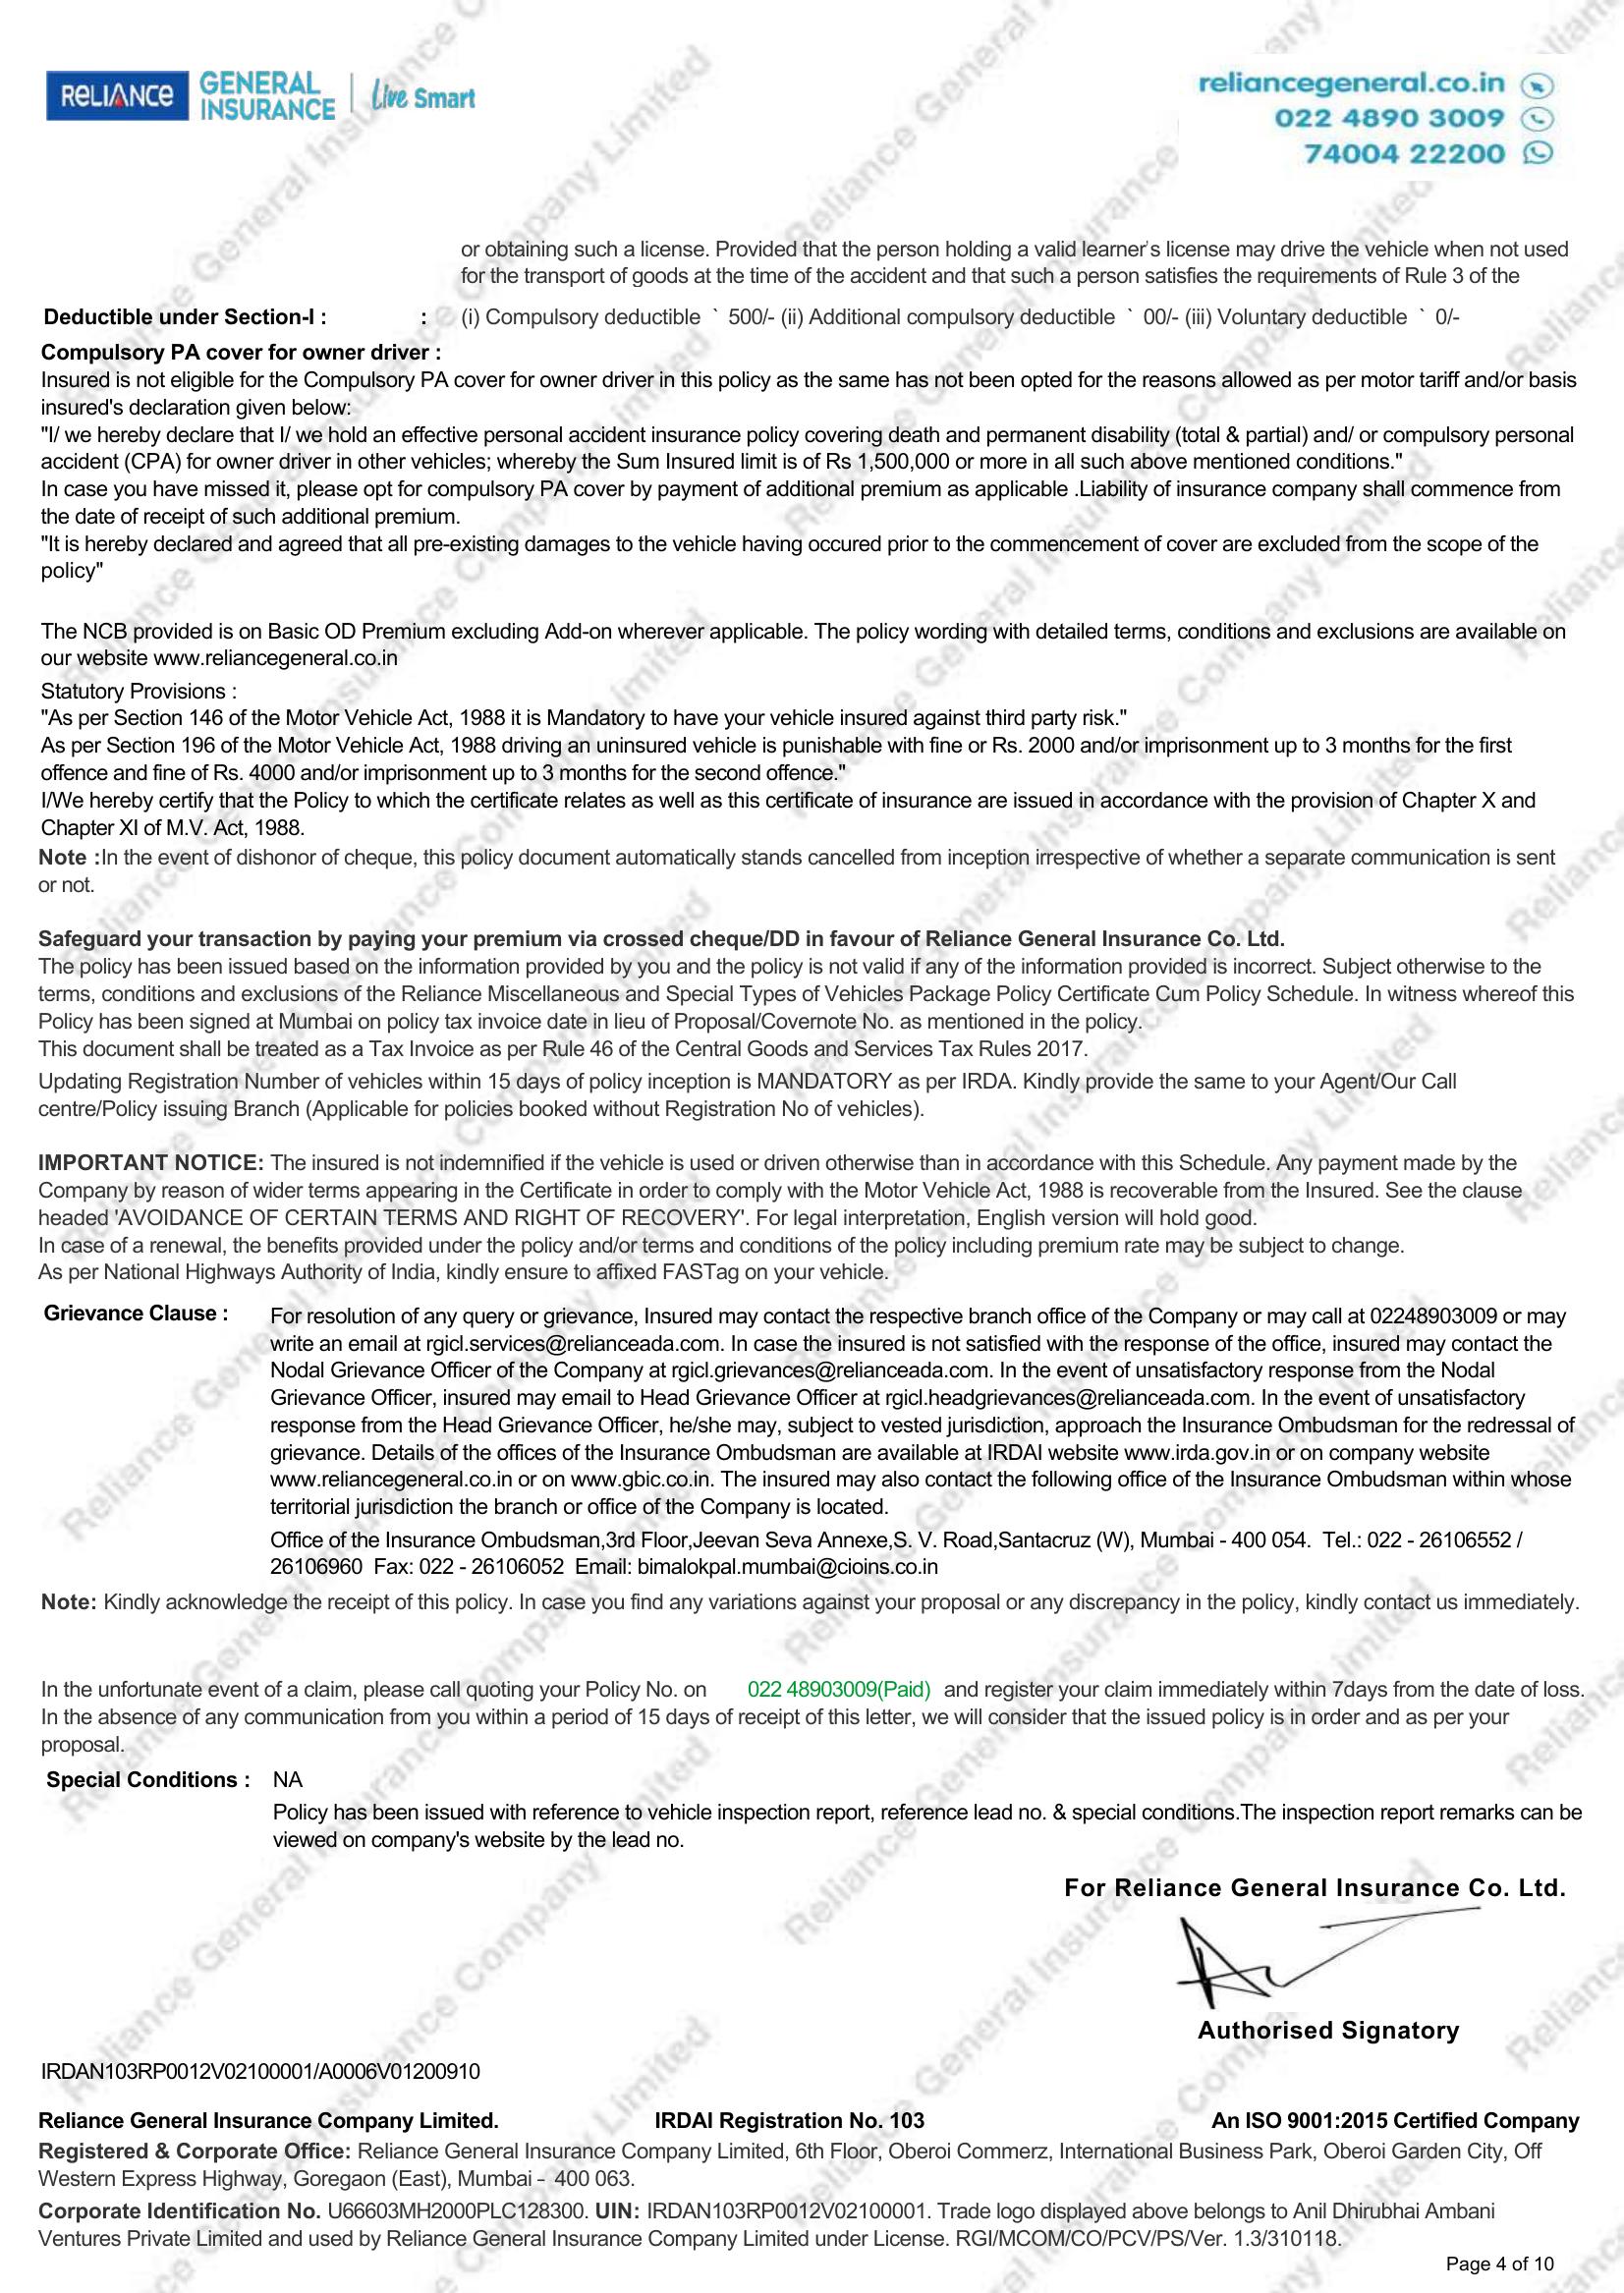 RELIANCE GENERAL INSURANCE Live Smart
reliancegeneral.co.in
022 4890 3009
74004 22200
or obtaining such a license. Provided that the person holding a valid learner's license may drive the vehicle when not used
for the transport of goods at the time of the accident and that such a person satisfies the requirements of Rule 3 of the
Deductible under Section-I : : (i) Compulsory deductible ` 500/- (ii) Additional compulsory deductible ` 00/- (iii) Voluntary deductible ` 0/-
Compulsory PA cover for owner driver :
Insured is not eligible for the Compulsory PA cover for owner driver in this policy as the same has not been opted for the reasons allowed as per motor tariff and/or basis
insured's declaration given below:
"I/ we hereby declare that I/ we hold an effective personal accident insurance policy covering death and permanent disability (total & partial) and/ or compulsory personal
accident (CPA) for owner driver in other vehicles; whereby the Sum Insured limit is of Rs 1,500,000 or more in all such above mentioned conditions."
In case you have missed it, please opt for compulsory PA cover by payment of additional premium as applicable .Liability of insurance company shall commence from
the date of receipt of such additional premium.
"It is hereby declared and agreed that all pre-existing damages to the vehicle having occured prior to the commencement of cover are excluded from the scope of the
policy"
The NCB provided is on Basic OD Premium excluding Add-on wherever applicable. The policy wording with detailed terms, conditions and exclusions are available on
our website www.reliancegeneral.co.in
Statutory Provisions :
"As per Section 146 of the Motor Vehicle Act, 1988 it is Mandatory to have your vehicle insured against third party risk."
As per Section 196 of the Motor Vehicle Act, 1988 driving an uninsured vehicle is punishable with fine or Rs. 2000 and/or imprisonment up to 3 months for the first
offence and fine of Rs. 4000 and/or imprisonment up to 3 months for the second offence."
I/We hereby certify that the Policy to which the certificate relates as well as this certificate of insurance are issued in accordance with the provision of Chapter X and
Chapter XI of M.V. Act, 1988.
Note :In the event of dishonor of cheque, this policy document automatically stands cancelled from inception irrespective of whether a separate communication is sent
or not.
Safeguard your transaction by paying your premium via crossed cheque/DD in favour of Reliance General Insurance Co. Ltd.
The policy has been issued based on the information provided by you and the policy is not valid if any of the information provided is incorrect. Subject otherwise to the
terms, conditions and exclusions of the Reliance Miscellaneous and Special Types of Vehicles Package Policy Certificate Cum Policy Schedule. In witness whereof this
Policy has been signed at Mumbai on policy tax invoice date in lieu of Proposal/Covernote No. as mentioned in the policy.
This document shall be treated as a Tax Invoice as per Rule 46 of the Central Goods and Services Tax Rules 2017.
Updating Registration Number of vehicles within 15 days of policy inception is MANDATORY as per IRDA. Kindly provide the same to your Agent/Our Call
centre/Policy issuing Branch (Applicable for policies booked without Registration No of vehicles).
IMPORTANT NOTICE: The insured is not indemnified if the vehicle is used or driven otherwise than in accordance with this Schedule. Any payment made by the
Company by reason of wider terms appearing in the Certificate in order to comply with the Motor Vehicle Act, 1988 is recoverable from the Insured. See the clause
headed 'AVOIDANCE OF CERTAIN TERMS AND RIGHT OF RECOVERY'. For legal interpretation, English version will hold good.
In case of a renewal, the benefits provided under the policy and/or terms and conditions of the policy including premium rate may be subject to change.
As per National Highways Authority of India, kindly ensure to affixed FASTag on your vehicle.
Grievance Clause : For resolution of any query or grievance, Insured may contact the respective branch office of the Company or may call at 02248903009 or may
write an email at rgicl.services@relianceada.com. In case the insured is not satisfied with the response of the office, insured may contact the
Nodal Grievance Officer of the Company at rgicl.grievances@relianceada.com. In the event of unsatisfactory response from the Nodal
Grievance Officer, insured may email to Head Grievance Officer at rgicl.headgrievances@relianceada.com. In the event of unsatisfactory
response from the Head Grievance Officer, he/she may, subject to vested jurisdiction, approach the Insurance Ombudsman for the redressal of
grievance. Details of the offices of the Insurance Ombudsman are available at IRDAI website www.irda.gov.in or on company website
www.reliancegeneral.co.in or on www.gbic.co.in. The insured may also contact the following office of the Insurance Ombudsman within whose
territorial jurisdiction the branch or office of the Company is located.
Office of the Insurance Ombudsman,3rd Floor,Jeevan Seva Annexe,S. V. Road,Santacruz (W), Mumbai - 400 054. Tel.: 022 - 26106552 /
26106960 Fax: 022 - 26106052 Email: bimalokpal.mumbai@cioins.co.in
Note: Kindly acknowledge the receipt of this policy. In case you find any variations against your proposal or any discrepancy in the policy, kindly contact us immediately.
In the unfortunate event of a claim, please call quoting your Policy No. on 022 48903009(Paid) and register your claim immediately within 7days from the date of loss.
In the absence of any communication from you within a period of 15 days of receipt of this letter, we will consider that the issued policy is in order and as per your
proposal.
Special Conditions : NA
Policy has been issued with reference to vehicle inspection report, reference lead no. & special conditions.The inspection report remarks can be
viewed on company's website by the lead no.
For Reliance General Insurance Co. Ltd.
Authorised Signatory
IRDAN103RP0012V02100001/A0006V01200910
Reliance General Insurance Company Limited. IRDAI Registration No. 103 An ISO 9001:2015 Certified Company
Registered & Corporate Office: Reliance General Insurance Company Limited, 6th Floor, Oberoi Commerz, International Business Park, Oberoi Garden City, Off
Western Express Highway, Goregaon (East), Mumbai - 400 063.
Corporate Identification No. U66603MH2000PLC128300. UIN: IRDAN103RP0012V02100001. Trade logo displayed above belongs to Anil Dhirubhai Ambani
Ventures Private Limited and used by Reliance General Insurance Company Limited under License. RGI/MCOM/CO/PCV/PS/Ver. 1.3/310118.
Page 4 of 10